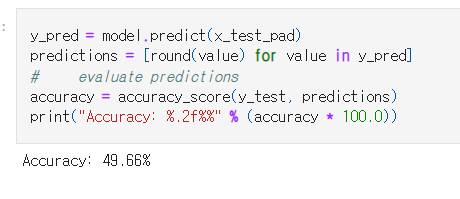 :
y_pred = model.predict(x_test_pad)
predictions = [round(value) for value in y_pred]
#     evaluate predictions
accuracy = accuracy_score(y_test, predictions)
print("Accuracy: %.2f%%" % (accuracy * 100.0))
Accuracy: 49.66%